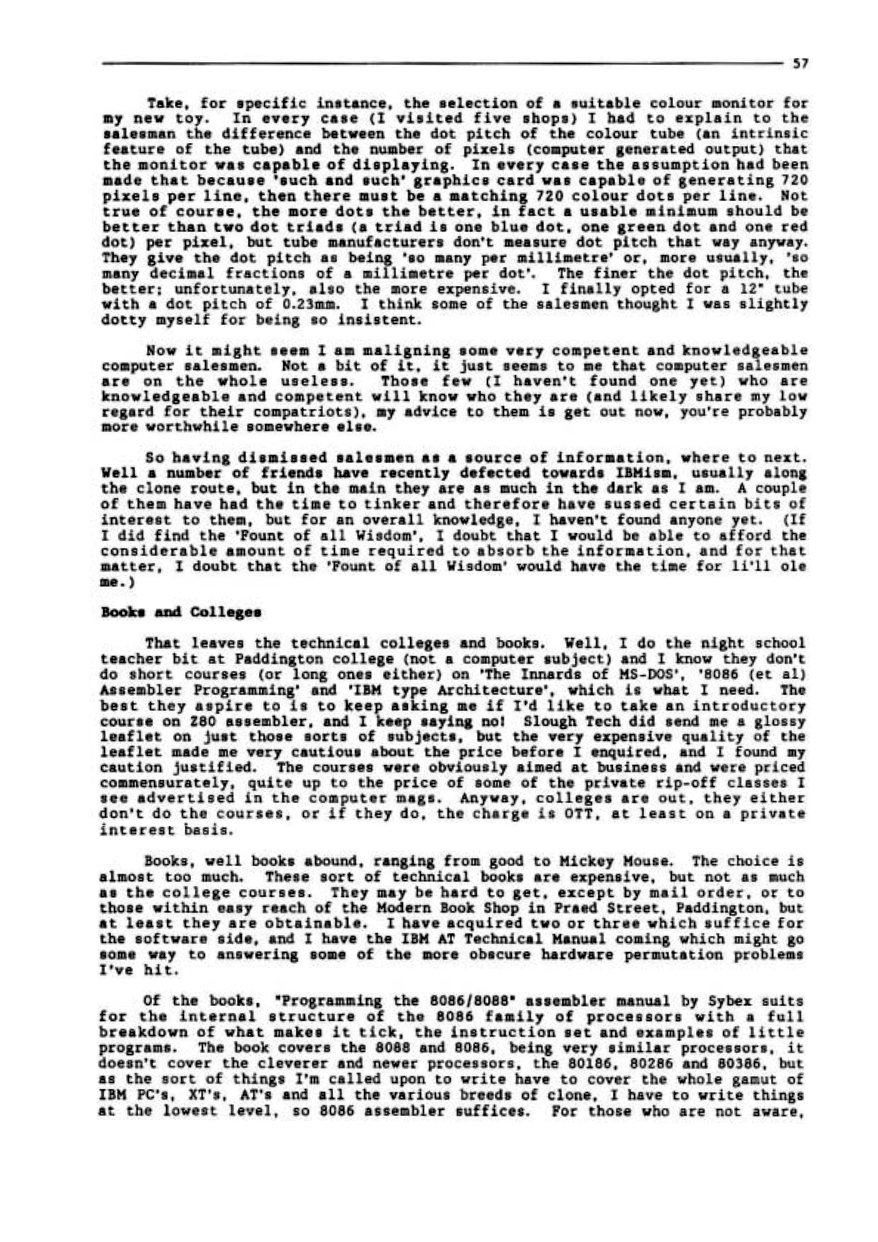 57
Take, for specific instance, the selection of a suitable colour monitor for
my new toy. In every case (I visited five shops) I had to explain to the
salesman the difference between the dot pitch of the colour tube (an intrinsic
feature of the tube) and the number of pixels (computer generated output) that
the monitor was capable of displaying. In every case the assumption had been
made that because 'such and such' graphics card was capable of generating 720
pixels per line, then there must be a matching 720 colour dots per line. Not
true of course, the more dots the better, in fact a usable minimum should be
better than two dot triads (a triad is one blue dot, one green dot and one red
dot) per pixel, but tube manufacturers don't measure dot pitch that way anyway.
They give the dot pitch as being 'so many per millimetre' or, more usually, 'so
many decimal fractions of a millimetre per dot'. The finer the dot pitch, the
better; unfortunately, also the more expensive. I finally opted for a 12" tube
with a dot pitch of 0.23mm. I think some of the salesmen thought I was slightly
dotty myself for being so insistent.
Now it might seem I am maligning some very competent and knowledgeable
computer salesmen. Not a bit of it, it just seems to me that computer salesmen
are on the whole useless. Those few (I haven't found one yet) who are
knowledgeable and competent will know who they are (and likely share my low
regard for their compatriots), my advice to them is get out now, you're probably
more worthwhile somewhere else.
So having dismissed salesmen as a source of information, where to next.
Well a number of friends have recently defected towards IBMism, usually along
the clone route, but in the main they are as much in the dark as I am. A couple
of them have had the time to tinker and therefore have sussed certain bits of
interest to them, but for an overall knowledge, I haven't found anyone yet. (If
I did find the 'Fount of all Wisdom', I doubt that I would be able to afford the
considerable amount of time required to absorb the information, and for that
matter, I doubt that the 'Fount of all Wisdom' would have the time for li'll ole
me.)
Books and Colleges
That leaves the technical colleges and books. Well, I do the night school
teacher bit at Paddington college (not a computer subject) and I know they don't
do short courses (or long ones either) on 'The Innards of MS-DOS', '8086 (et al)
Assembler Programming' and 'IBM type Architecture', which is what I need. The
best they aspire to is to keep asking me if I'd like to take an introductory
course on Z80 assembler, and I keep saying no! Slough Tech did send me a glossy
leaflet on just those sorts of subjects, but the very expensive quality of the
leaflet made me very cautious about the price before I enquired, and I found my
caution justified. The courses were obviously aimed at business and were priced
commensurately, quite up to the price of some of the private rip-off classes I
see advertised in the computer mags. Anyway, colleges are out, they either
don't do the courses, or if they do, the charge is OTT, at least on a private
interest basis.
Books, well books abound, ranging from good to Mickey Mouse. The choice is
almost too much. These sort of technical books are expensive, but not as much
as the college courses. They may be hard to get, except by mail order, or to
those within easy reach of the Modern Book Shop in Praed Street, Paddington, but
at least they are obtainable. I have acquired two or three which suffice for
the software side, and I have the IBM AT Technical Manual coming which might go
some way to answering some of the more obscure hardware permutation problems
I've hit.
Of the books, "Programming the 8086/8088" assembler manual by Sybex suits
for the internal structure of the 8086 family of processors with a full
breakdown of what makes it tick, the instruction set and examples of little
programs. The book covers the 8088 and 8086, being very similar processors, it
doesn't cover the cleverer and newer processors, the 80186, 80286 and 80386, but
as the sort of things I'm called upon to write have to cover the whole gamut of
IBM PC's, XT's, AT's and all the various breeds of clone, I have to write things
at the lowest level, so 8086 assembler suffices. For those who are not aware,